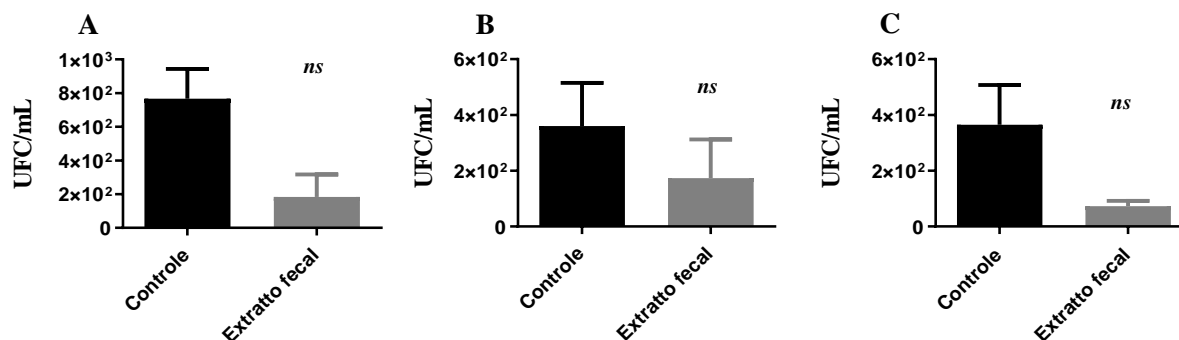 A
UFC/mL
1×10³
8×10²
6×10²
4×10²
2×10²
0
ns
Controle
Extratto fecal
B
UFC/mL
6×10²
4×10²
2×10²
0
ns
Controle
Extratto fecal
C
UFC/mL
6×10²
4×10²
2×10²
0
ns
Controle
Extratto fecal